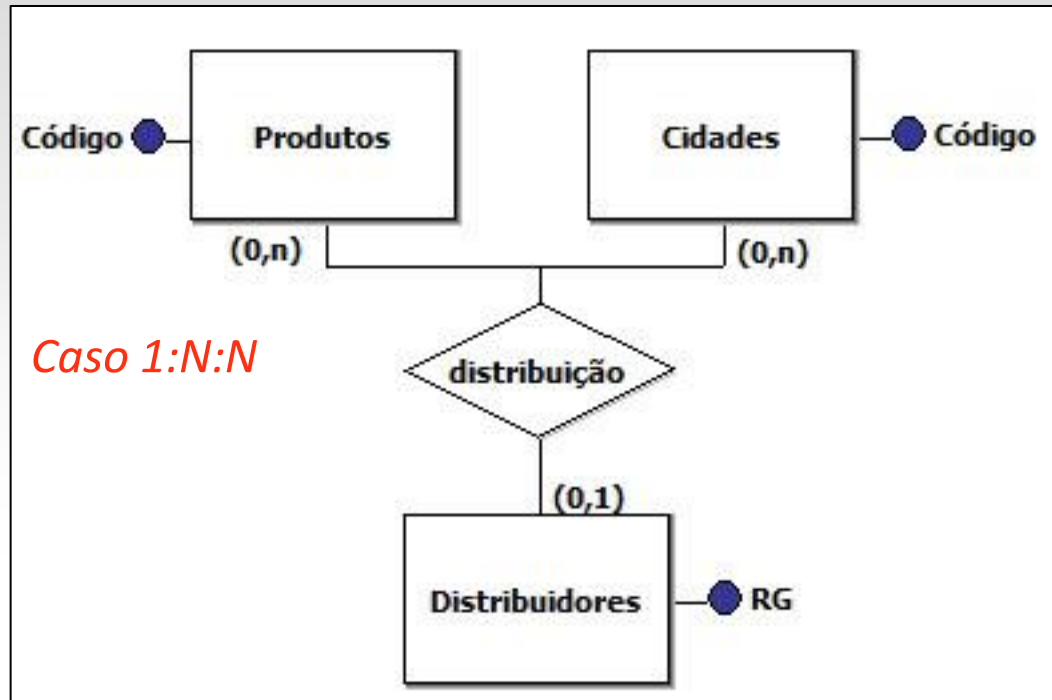 Código
Produtos
Cidades
Código
(0,n)
(0,n)
Caso 1:N:N
distribuição
(0,1)
Distribuidores
RG